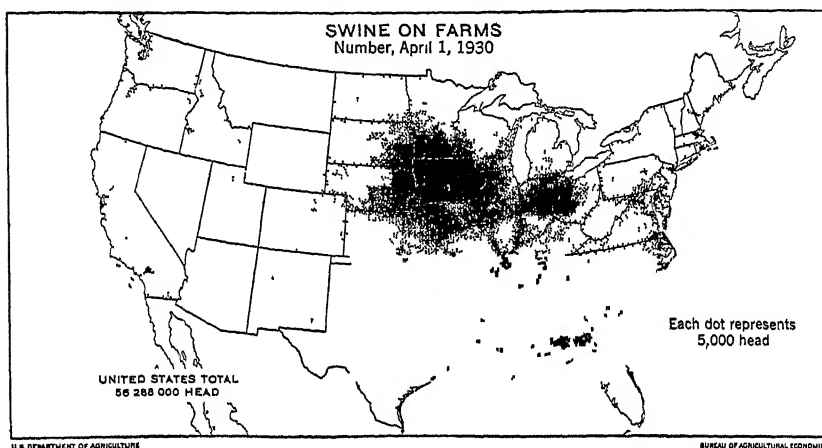 SWINE ON FARMS
Number, April 1, 1930
Each dot represents
5,000 head
UNITED STATES TOTAL
56 288 000 HEAD
U.S. DEPARTMENT OF AGRICULTURE
BUREAU OF AGRICULTURAL ECONOMICS